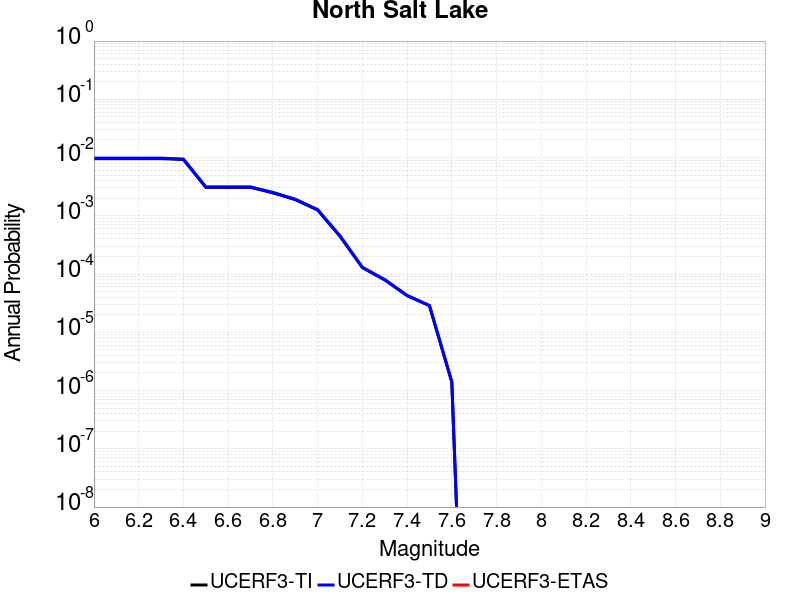 North Salt Lake
10^0
10^-1
10^-2
10^-3
10^-4
10^-5
10^-6
10^-7
10^-8
Annual Probability
6 6.2 6.4 6.6 6.8 7 7.2 7.4 7.6 7.8 8 8.2 8.4 8.6 8.8 9
Magnitude
UCERF3-TI UCERF3-TD UCERF3-ETAS